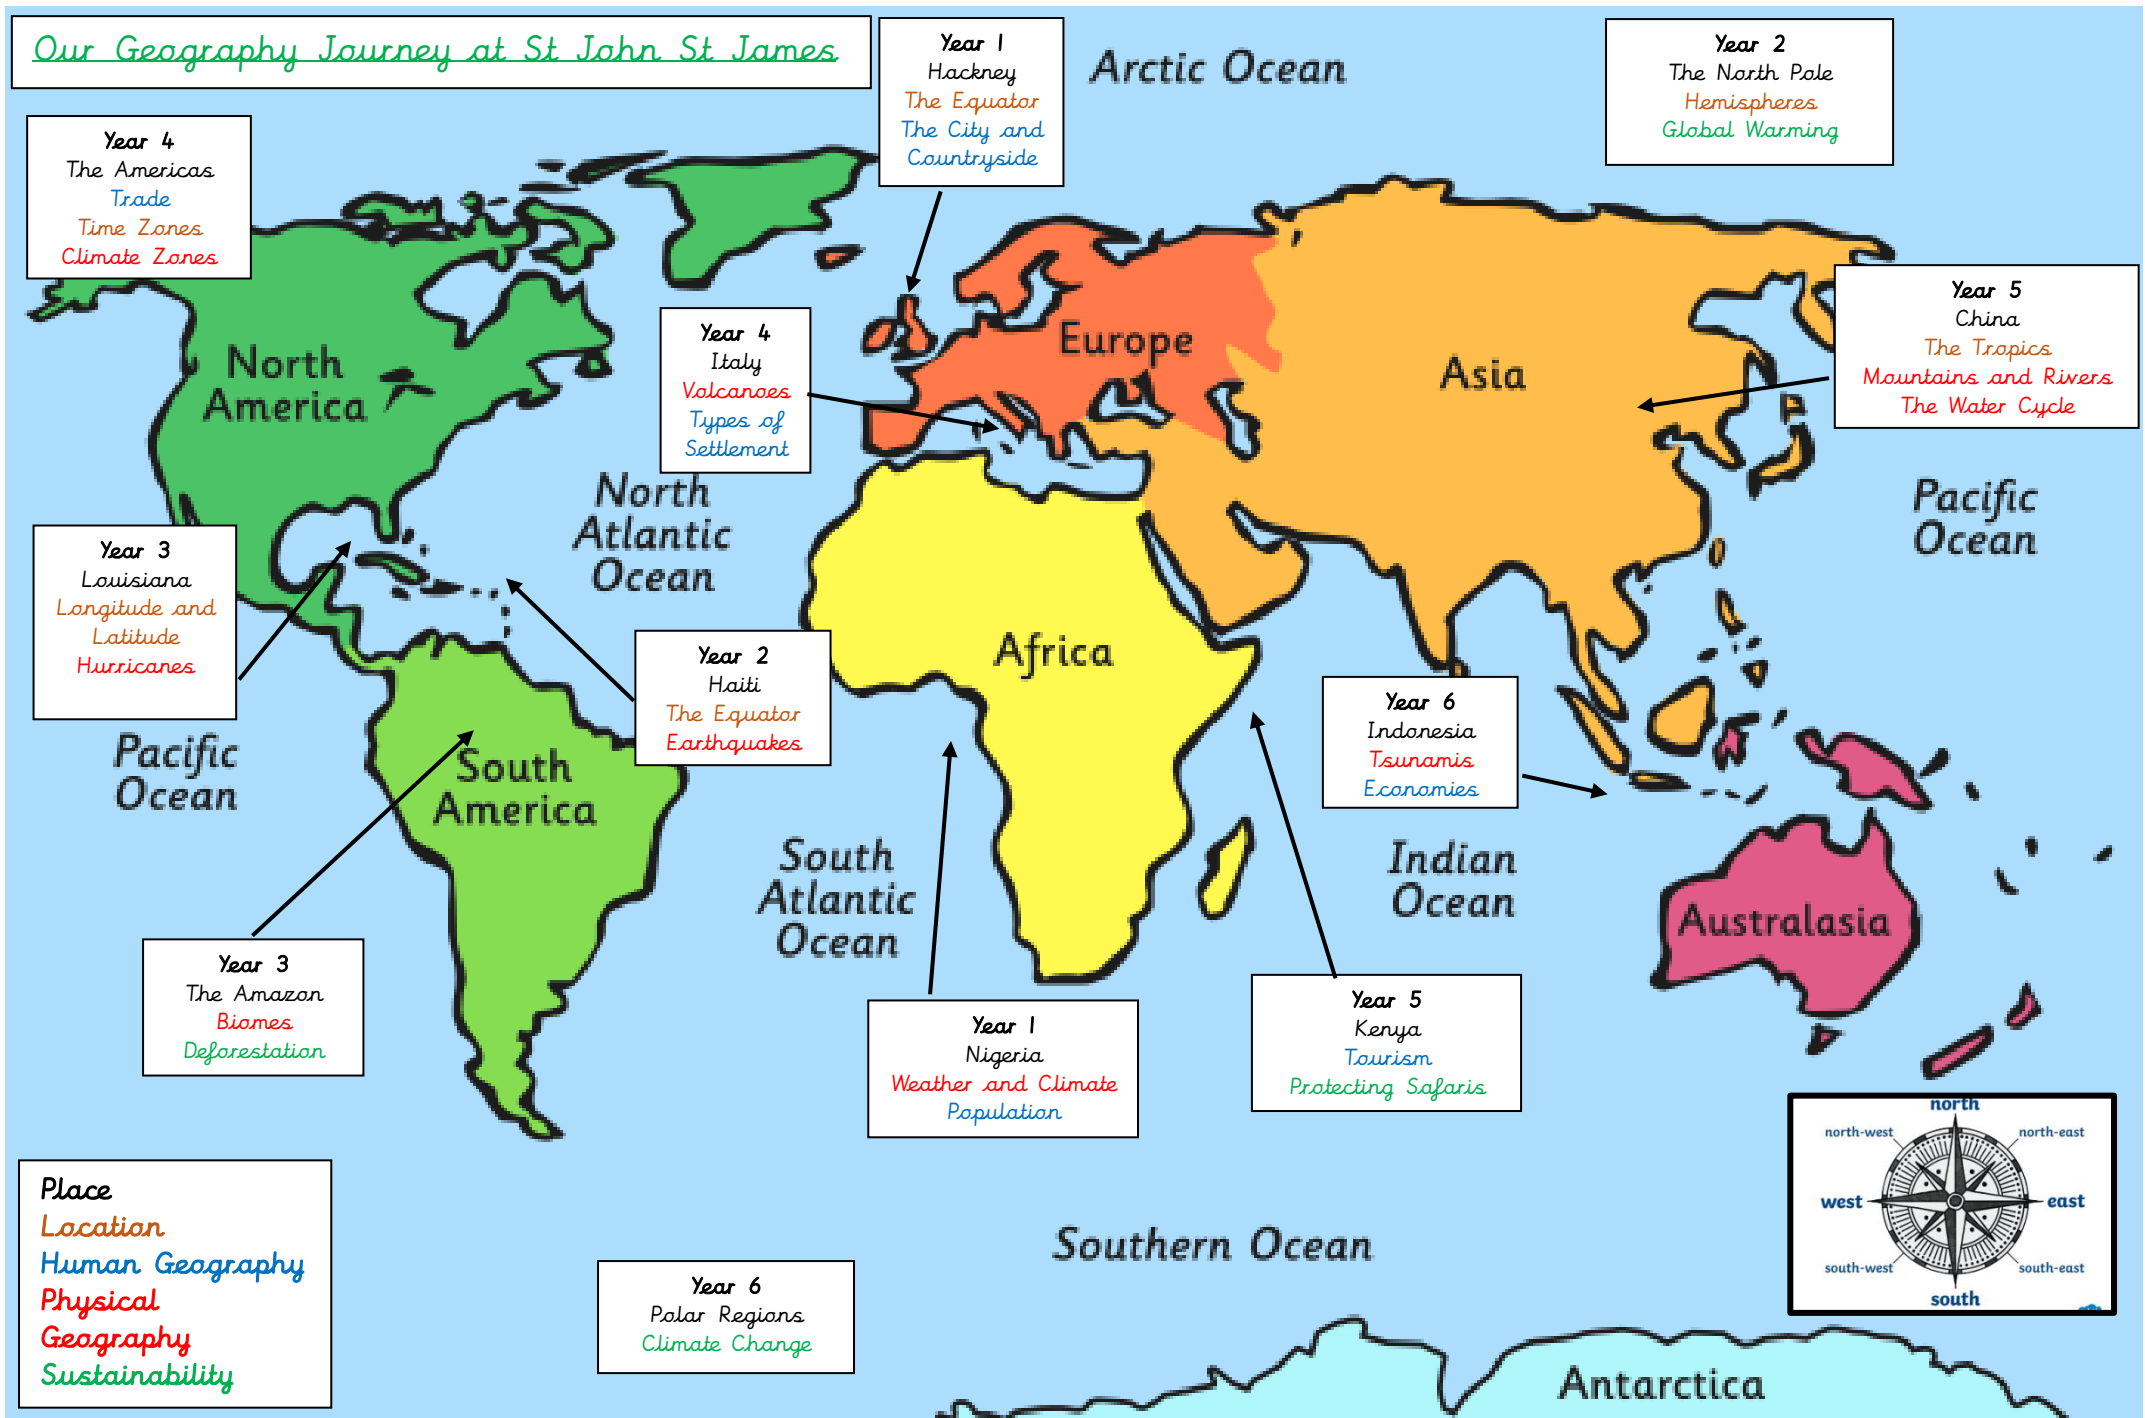 Our Geography Journey at St John St James
Year 1
Hackney
The Equator
The City and
Countryside
Arctic Ocean
Year 2
The North Pole
Hemispheres
Global Warming
Year 4
The Americas
Trade
Time Zones
Climate Zones
North
America
Year 4
Italy
Volcanoes
Types of
Settlement
Europe
Asia
Year 5
China
The Tropics
Mountains and Rivers
The Water Cycle
North
Atlantic
Ocean
Pacific
Ocean
Year 3
Louisiana
Longitude and
Latitude
Hurricanes
Year 2
Haiti
The Equator
Earthquakes
Africa
Year 6
Indonesia
Tsunamis
Economies
Pacific
Ocean
South
America
South
Atlantic
Ocean
Indian
Ocean
Australasia
Year 3
The Amazon
Biomes
Deforestation
Year 1
Nigeria
Weather and Climate
Population
Year 5
Kenya
Tourism
Protecting Safaris
north
north-west
north-east
west
east
south-west
south-east
south
Place
Location
Human Geography
Physical
Geography
Sustainability
Southern Ocean
Year 6
Polar Regions
Climate Change
Antarctica